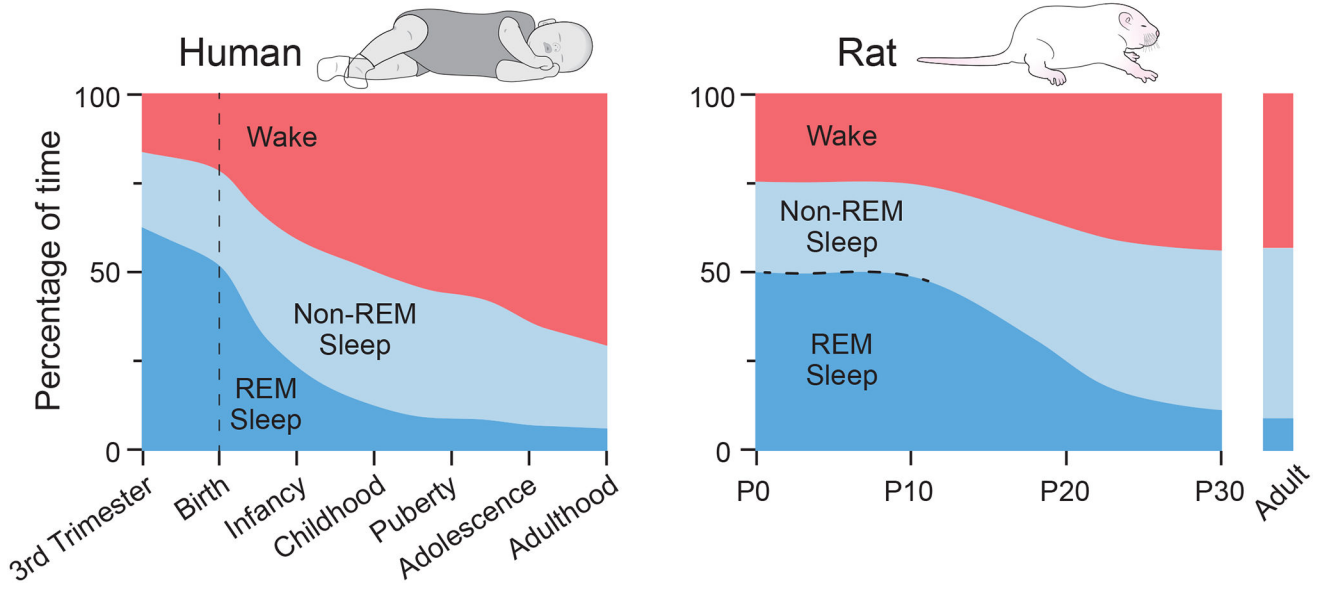 Human
Percentage of time
100
50
0
Wake
Non-REM
Sleep
REM
Sleep
3rd Trimester
Birth
Infancy
Childhood
Puberty
Adolescence
Adulthood
Rat
100
50
0
Wake
Non-REM
Sleep
REM
Sleep
P0
P10
P20
P30
Adult